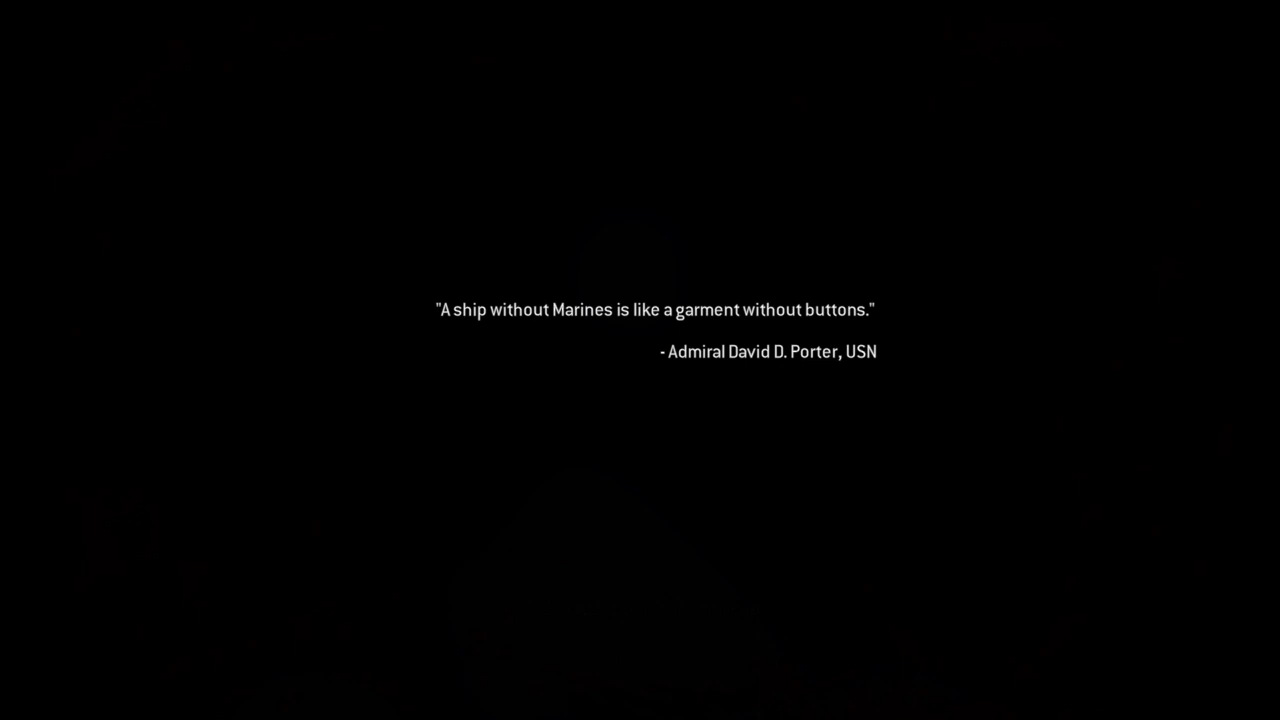 "A ship without Marines is like a garment without buttons."
- Admiral David D. Porter, USN